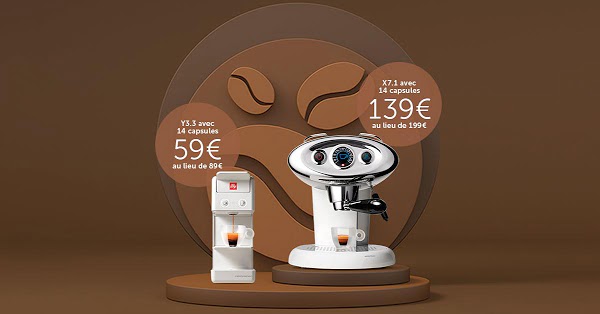 X7.1 avec
14 capsules
139€
au lieu de 199€
Y3.3 avec
14 capsules
59€
au lieu de 89€
illy